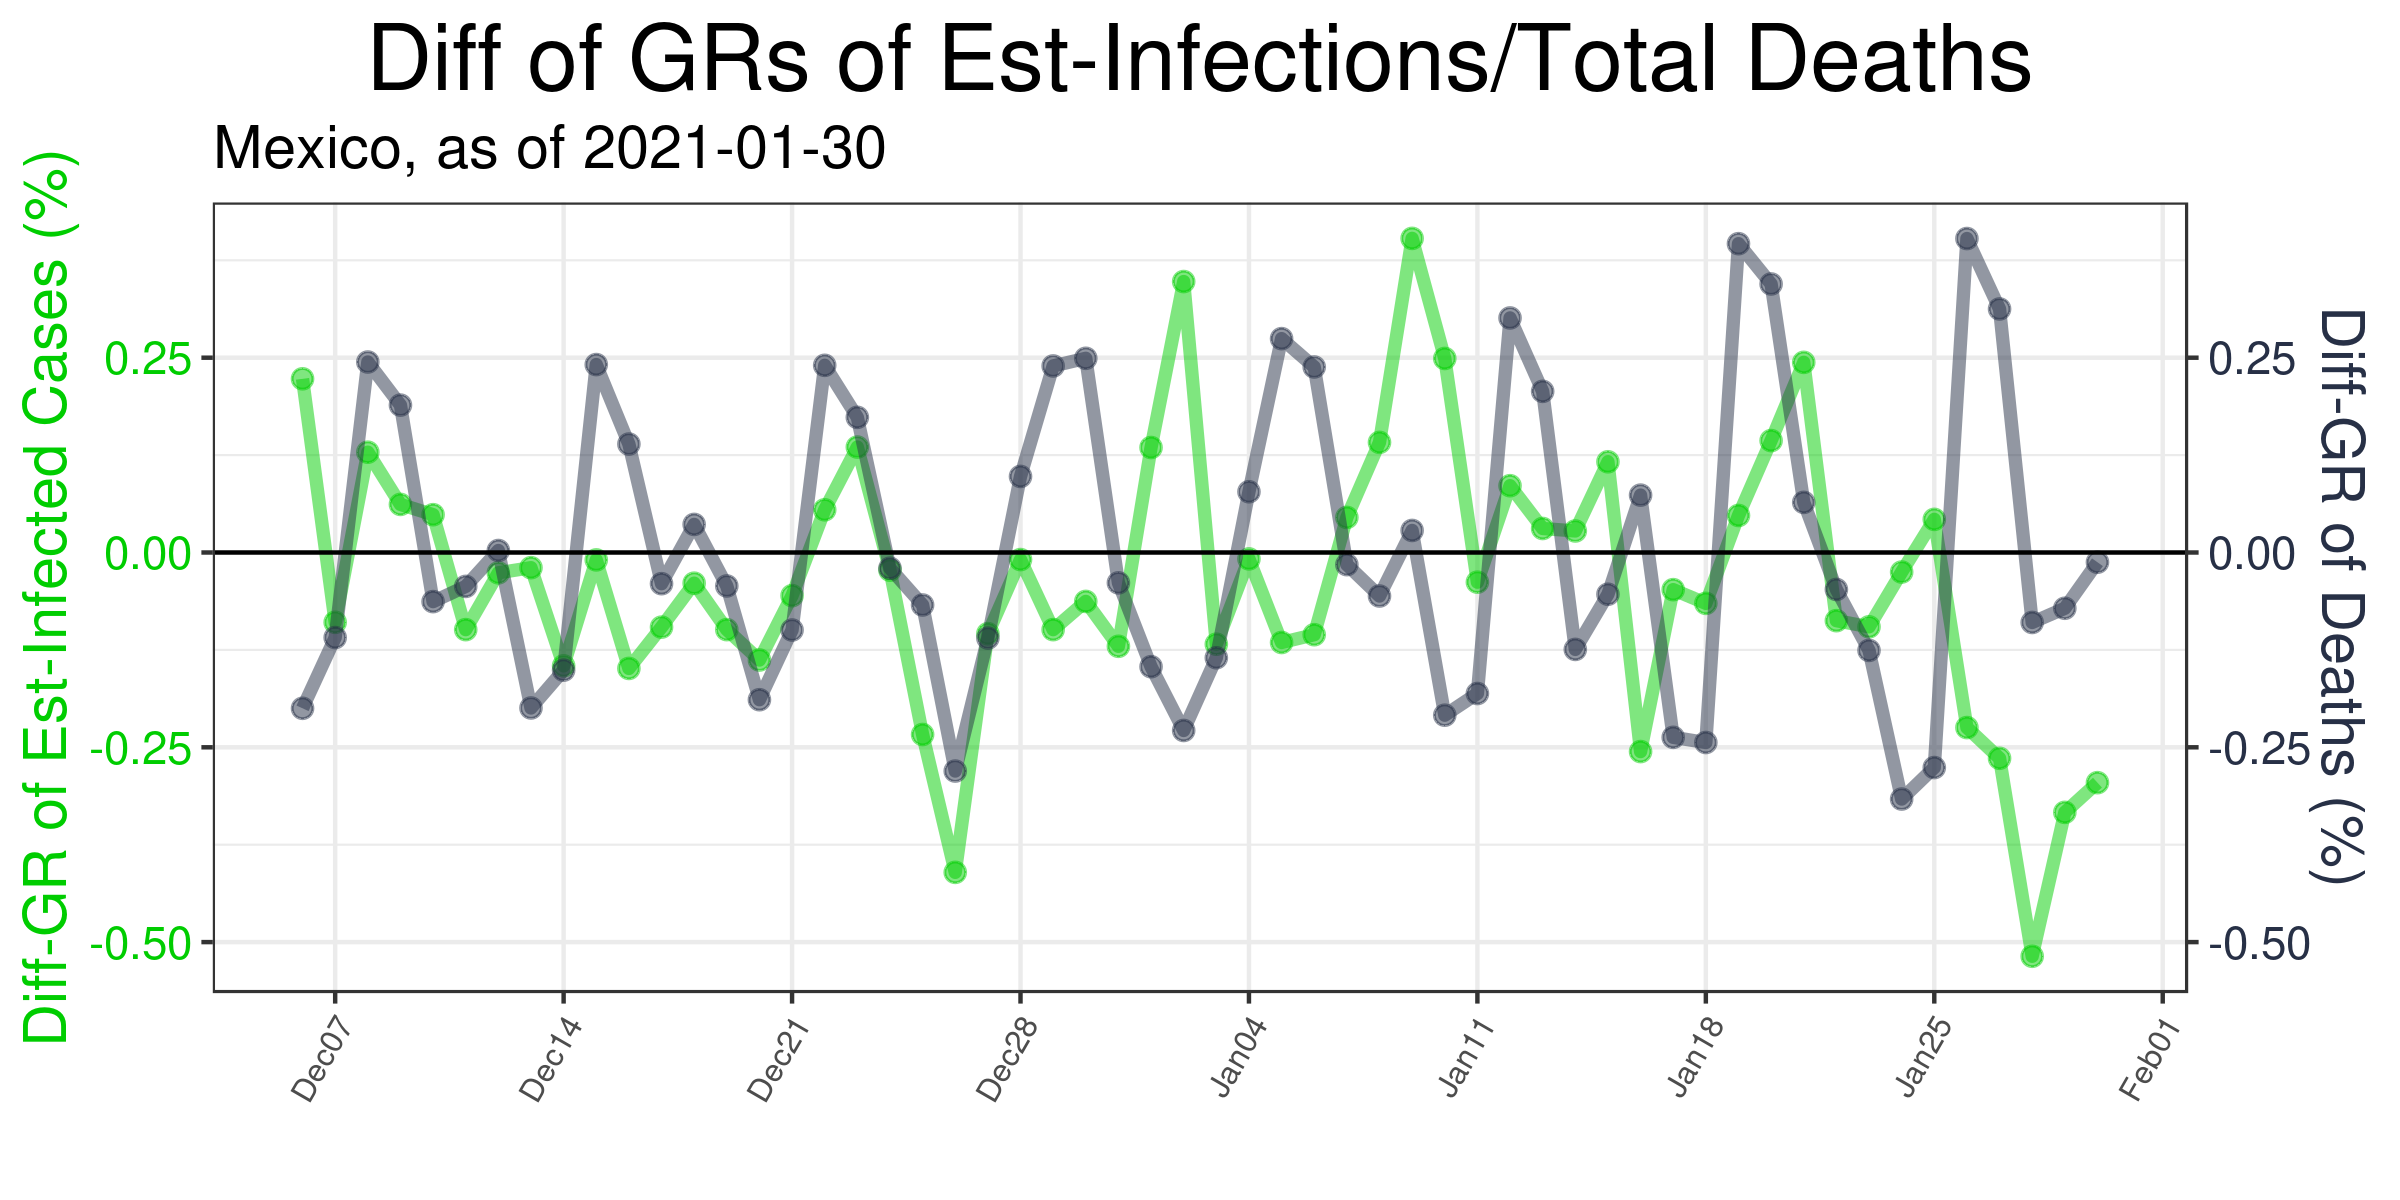 Diff of GRs of Est-Infections/Total Deaths
Mexico, as of 2021-01-30
Diff-GR of Est-Infected Cases (%)
0.25
0.00
-0.25
-0.50
0.25
0.00
-0.25
-0.50
Diff-GR of Deaths (%)
Dec07
Dec14
Dec21
Dec28
Jan04
Jan11
Jan18
Jan25
Feb01